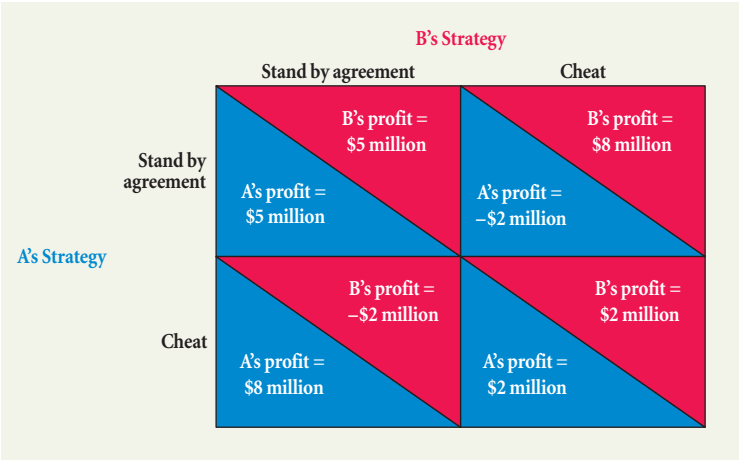 B's Strategy
Stand by agreement
Cheat
B's profit =
$5 million
B's profit =
$8 million
Stand by
agreement
A's profit =
$5 million
A's profit =
–$2 million
A's Strategy
B's profit =
–$2 million
B's profit =
$2 million
Cheat
A's profit =
$8 million
A's profit =
$2 million